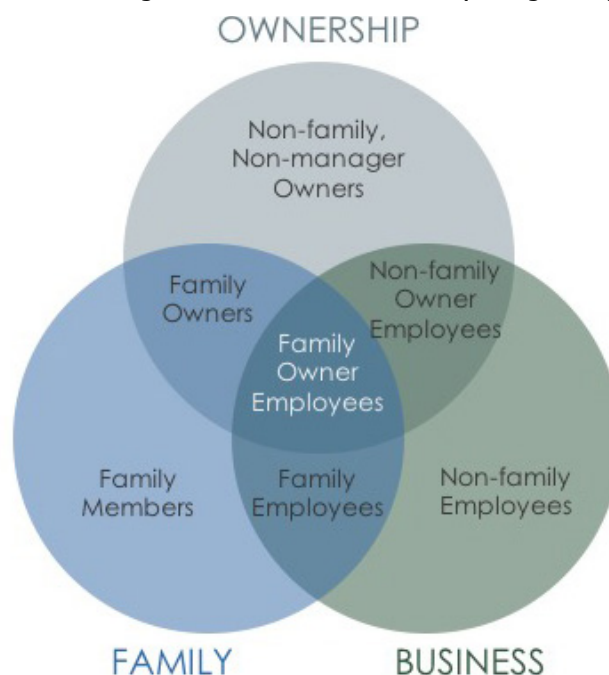 OWNERSHIP
Non-family,
Non-manager
Owners
Family
Owners
Non-family
Owner
Employees
Family
Owner
Employees
Family
Members
Family
Employees
Non-family
Employees
FAMILY
BUSINESS